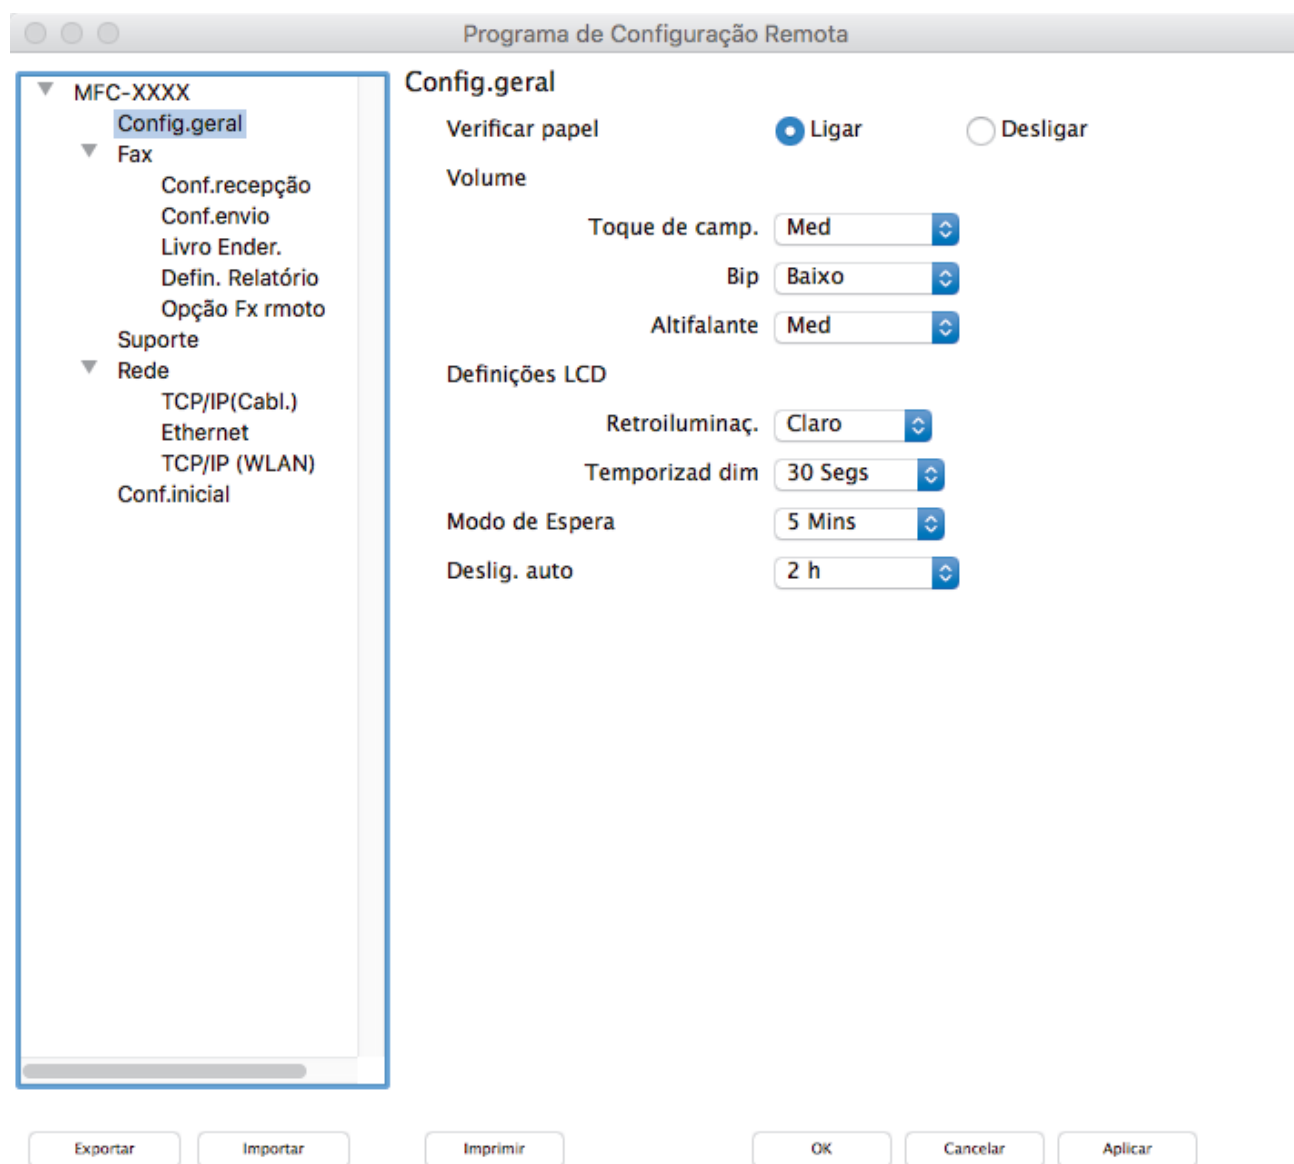 Programa de Configuração Remota
MFC-XXXX
Config.geral
Fax
Conf.recepção
Conf.envio
Livro Ender.
Defin. Relatório
Opção Fx rmoto
Suporte
Rede
TCP/IP(Cabl.)
Ethernet
TCP/IP (WLAN)
Conf.inicial
Config.geral
Verificar papel Ligar Desligar
Volume
Toque de camp. Med
Bip Baixo
Altifalante Med
Definições LCD
Retroiluminaç. Claro
Temporizad dim 30 Segs
Modo de Espera 5 Mins
Deslig. auto 2 h
Exportar Importar Imprimir OK Cancelar Aplicar